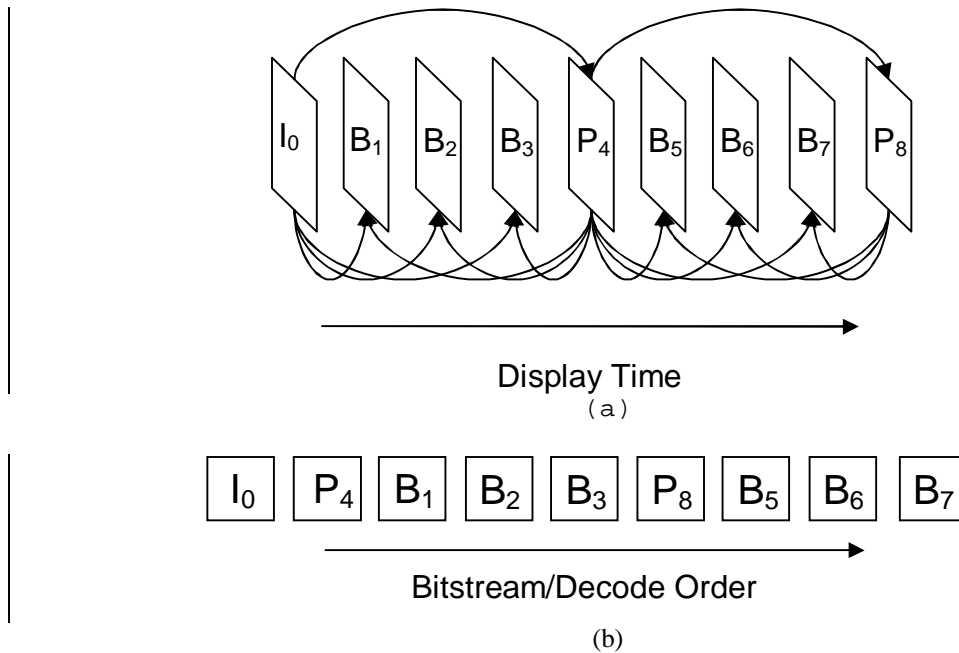 I₀ B₁ B₂ B₃ P₄ B₅ B₆ B₇ P₈
Display Time
(a)
I₀ P₄ B₁ B₂ B₃ P₈ B₅ B₆ B₇
Bitstream/Decode Order
(b)